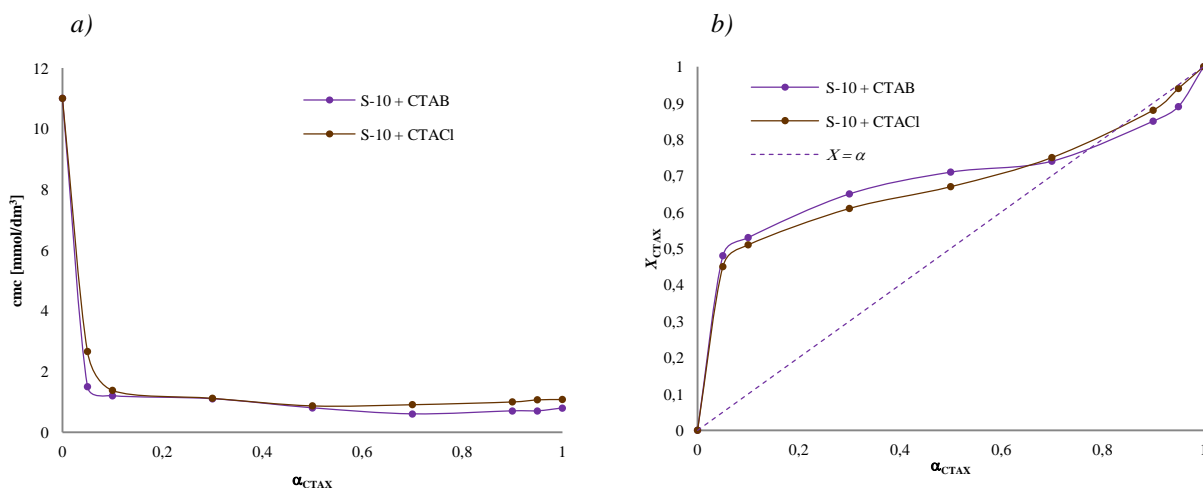 a)
12
10
8
6
4
2
0
cmc [mmol/dm³]
S-10 + CTAB
S-10 + CTACl
0
0,2
0,4
0,6
0,8
1
αCTAX
b)
1
0,9
0,8
0,7
0,6
0,5
0,4
0,3
0,2
0,1
0
XCTAX
S-10 + CTAB
S-10 + CTACl
X = α
0
0,2
0,4
0,6
0,8
1
αCTAX